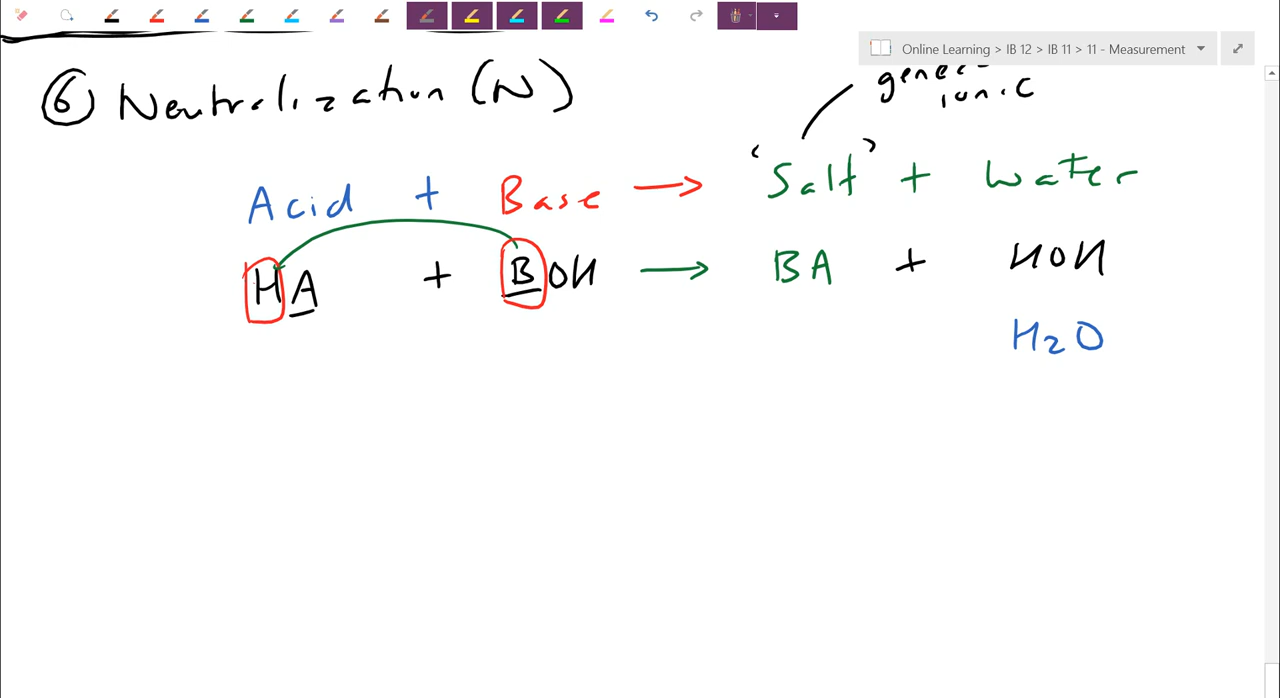 Online Learning > IB 12 > IB 11 > 11 - Measurement
ionic
⑥ Neutralization (N)
Acid + Base → 'Salt' + Water
HA + BOH → BA + HOH
H₂O